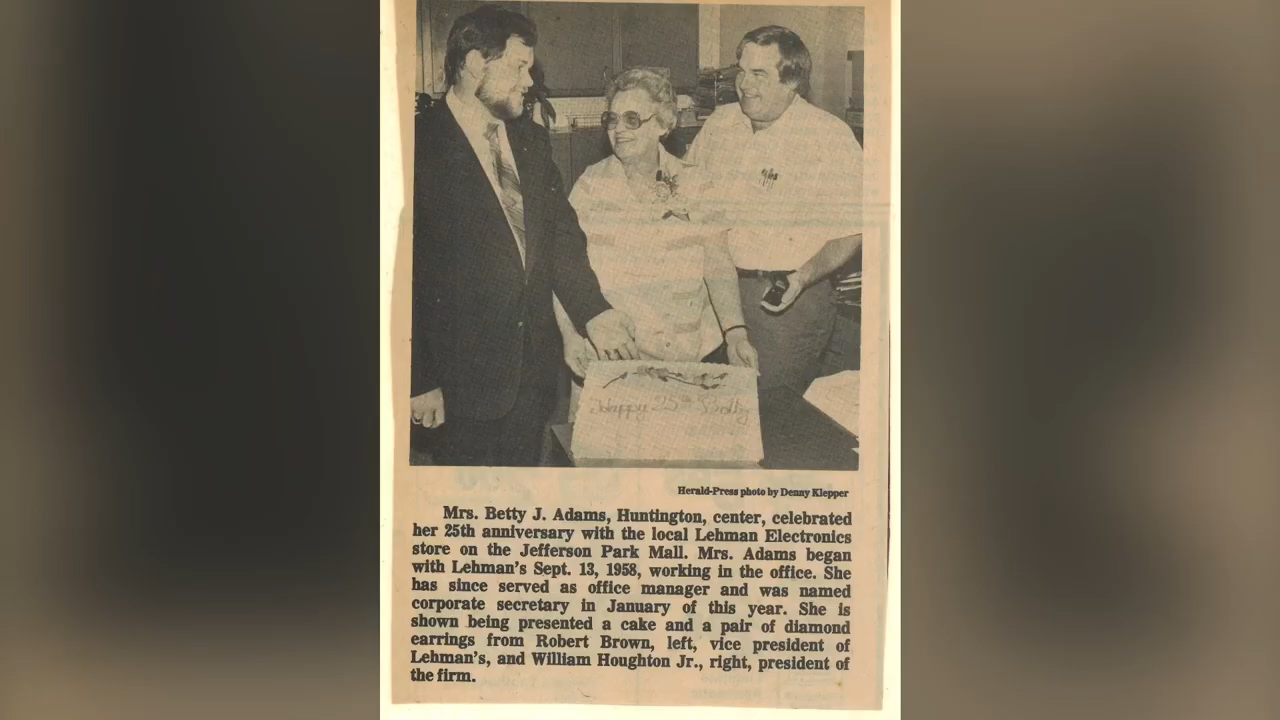 Happy 25th Betty
Herald-Press photo by Denny Klepper
Mrs. Betty J. Adams, Huntington, center, celebrated
her 25th anniversary with the local Lehman Electronics
store on the Jefferson Park Mall. Mrs. Adams began
with Lehman's Sept. 13, 1958, working in the office. She
has since served as office manager and was named
corporate secretary in January of this year. She is
shown being presented a cake and a pair of diamond
earrings from Robert Brown, left, vice president of
Lehman's, and William Houghton Jr., right, president of
the firm.